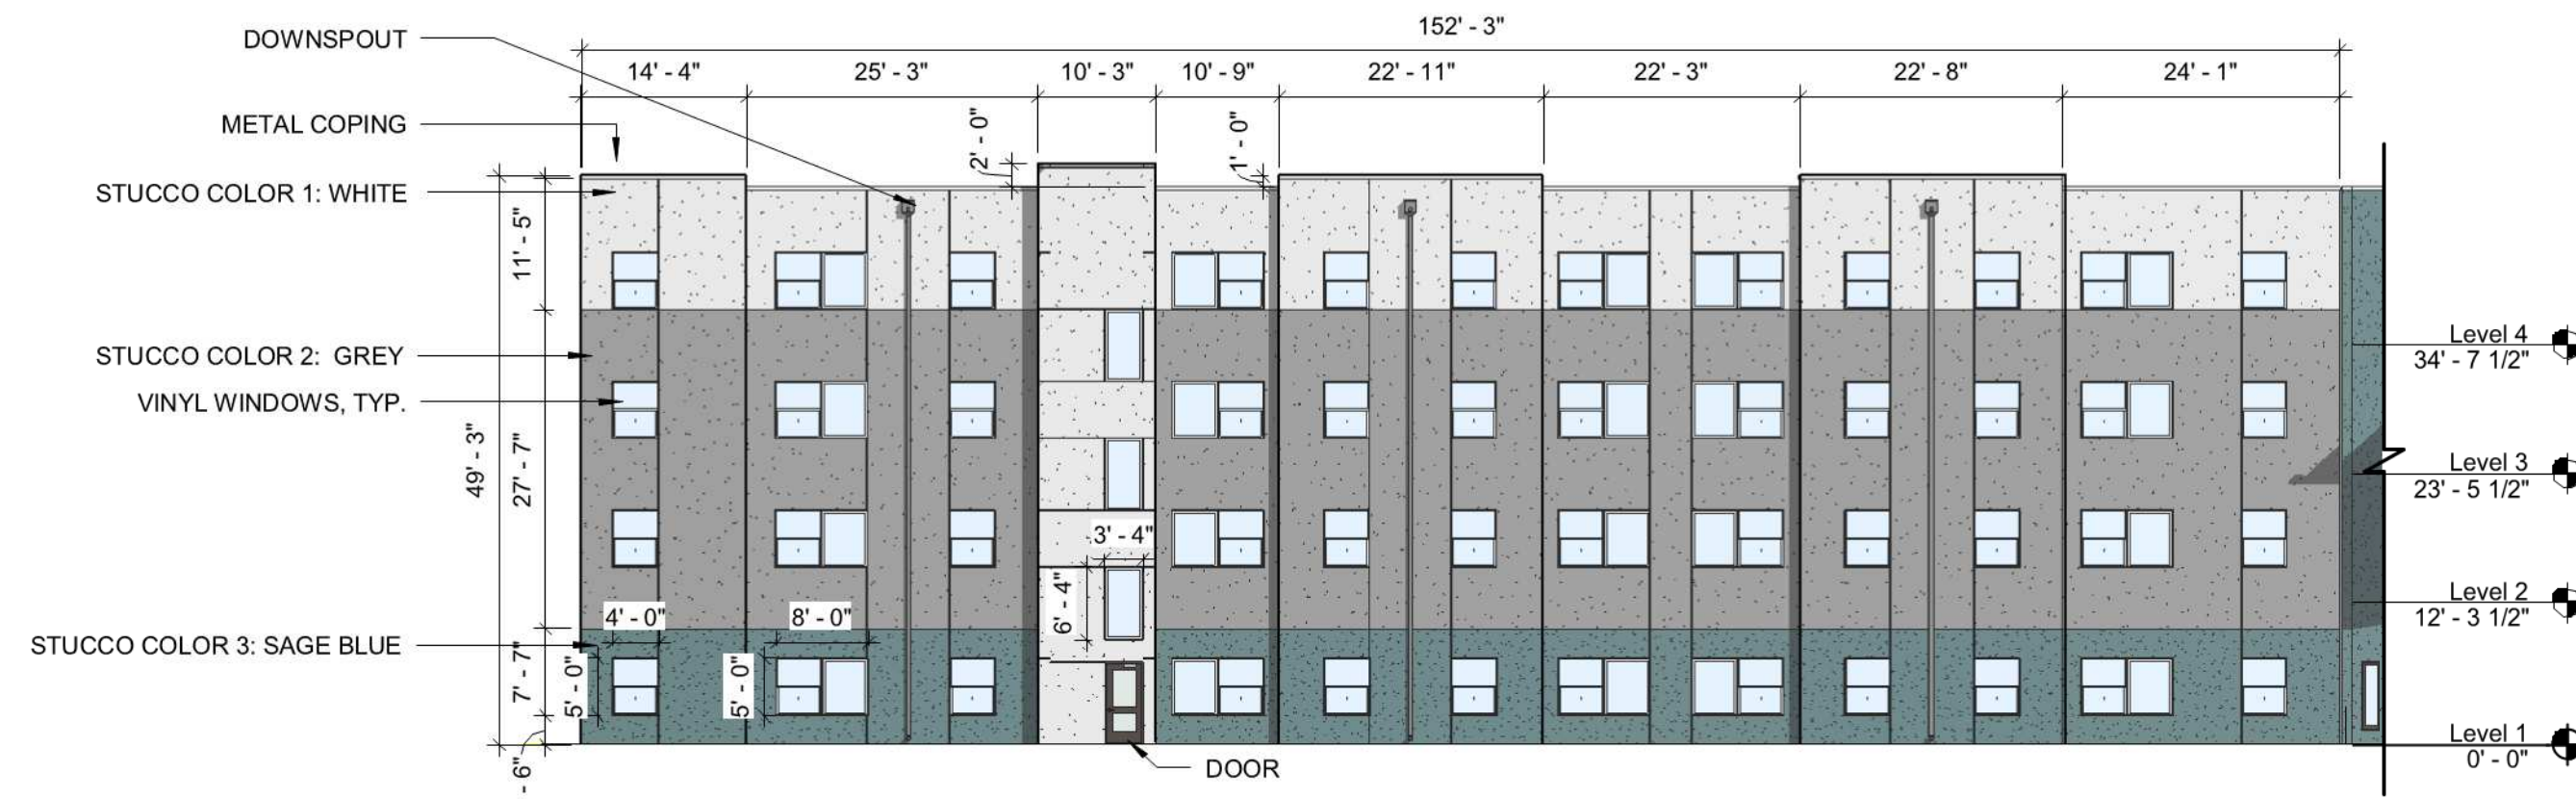 152' - 3"
DOWNSPOUT
14' - 4"
25' - 3"
10' - 3"
10' - 9"
22' - 11"
22' - 3"
22' - 8"
24' - 1"
METAL COPING
2' - 0"
1' - 0"
STUCCO COLOR 1: WHITE
11' - 5"
STUCCO COLOR 2: GREY
VINYL WINDOWS, TYP.
49' - 3"
27' - 7"
Level 4
34' - 7 1/2"
Level 3
23' - 5 1/2"
3' - 4"
6' - 4"
Level 2
12' - 3 1/2"
4' - 0"
8' - 0"
STUCCO COLOR 3: SAGE BLUE
7' - 7"
5' - 0"
5' - 0"
Level 1
0' - 0"
- 6"
DOOR